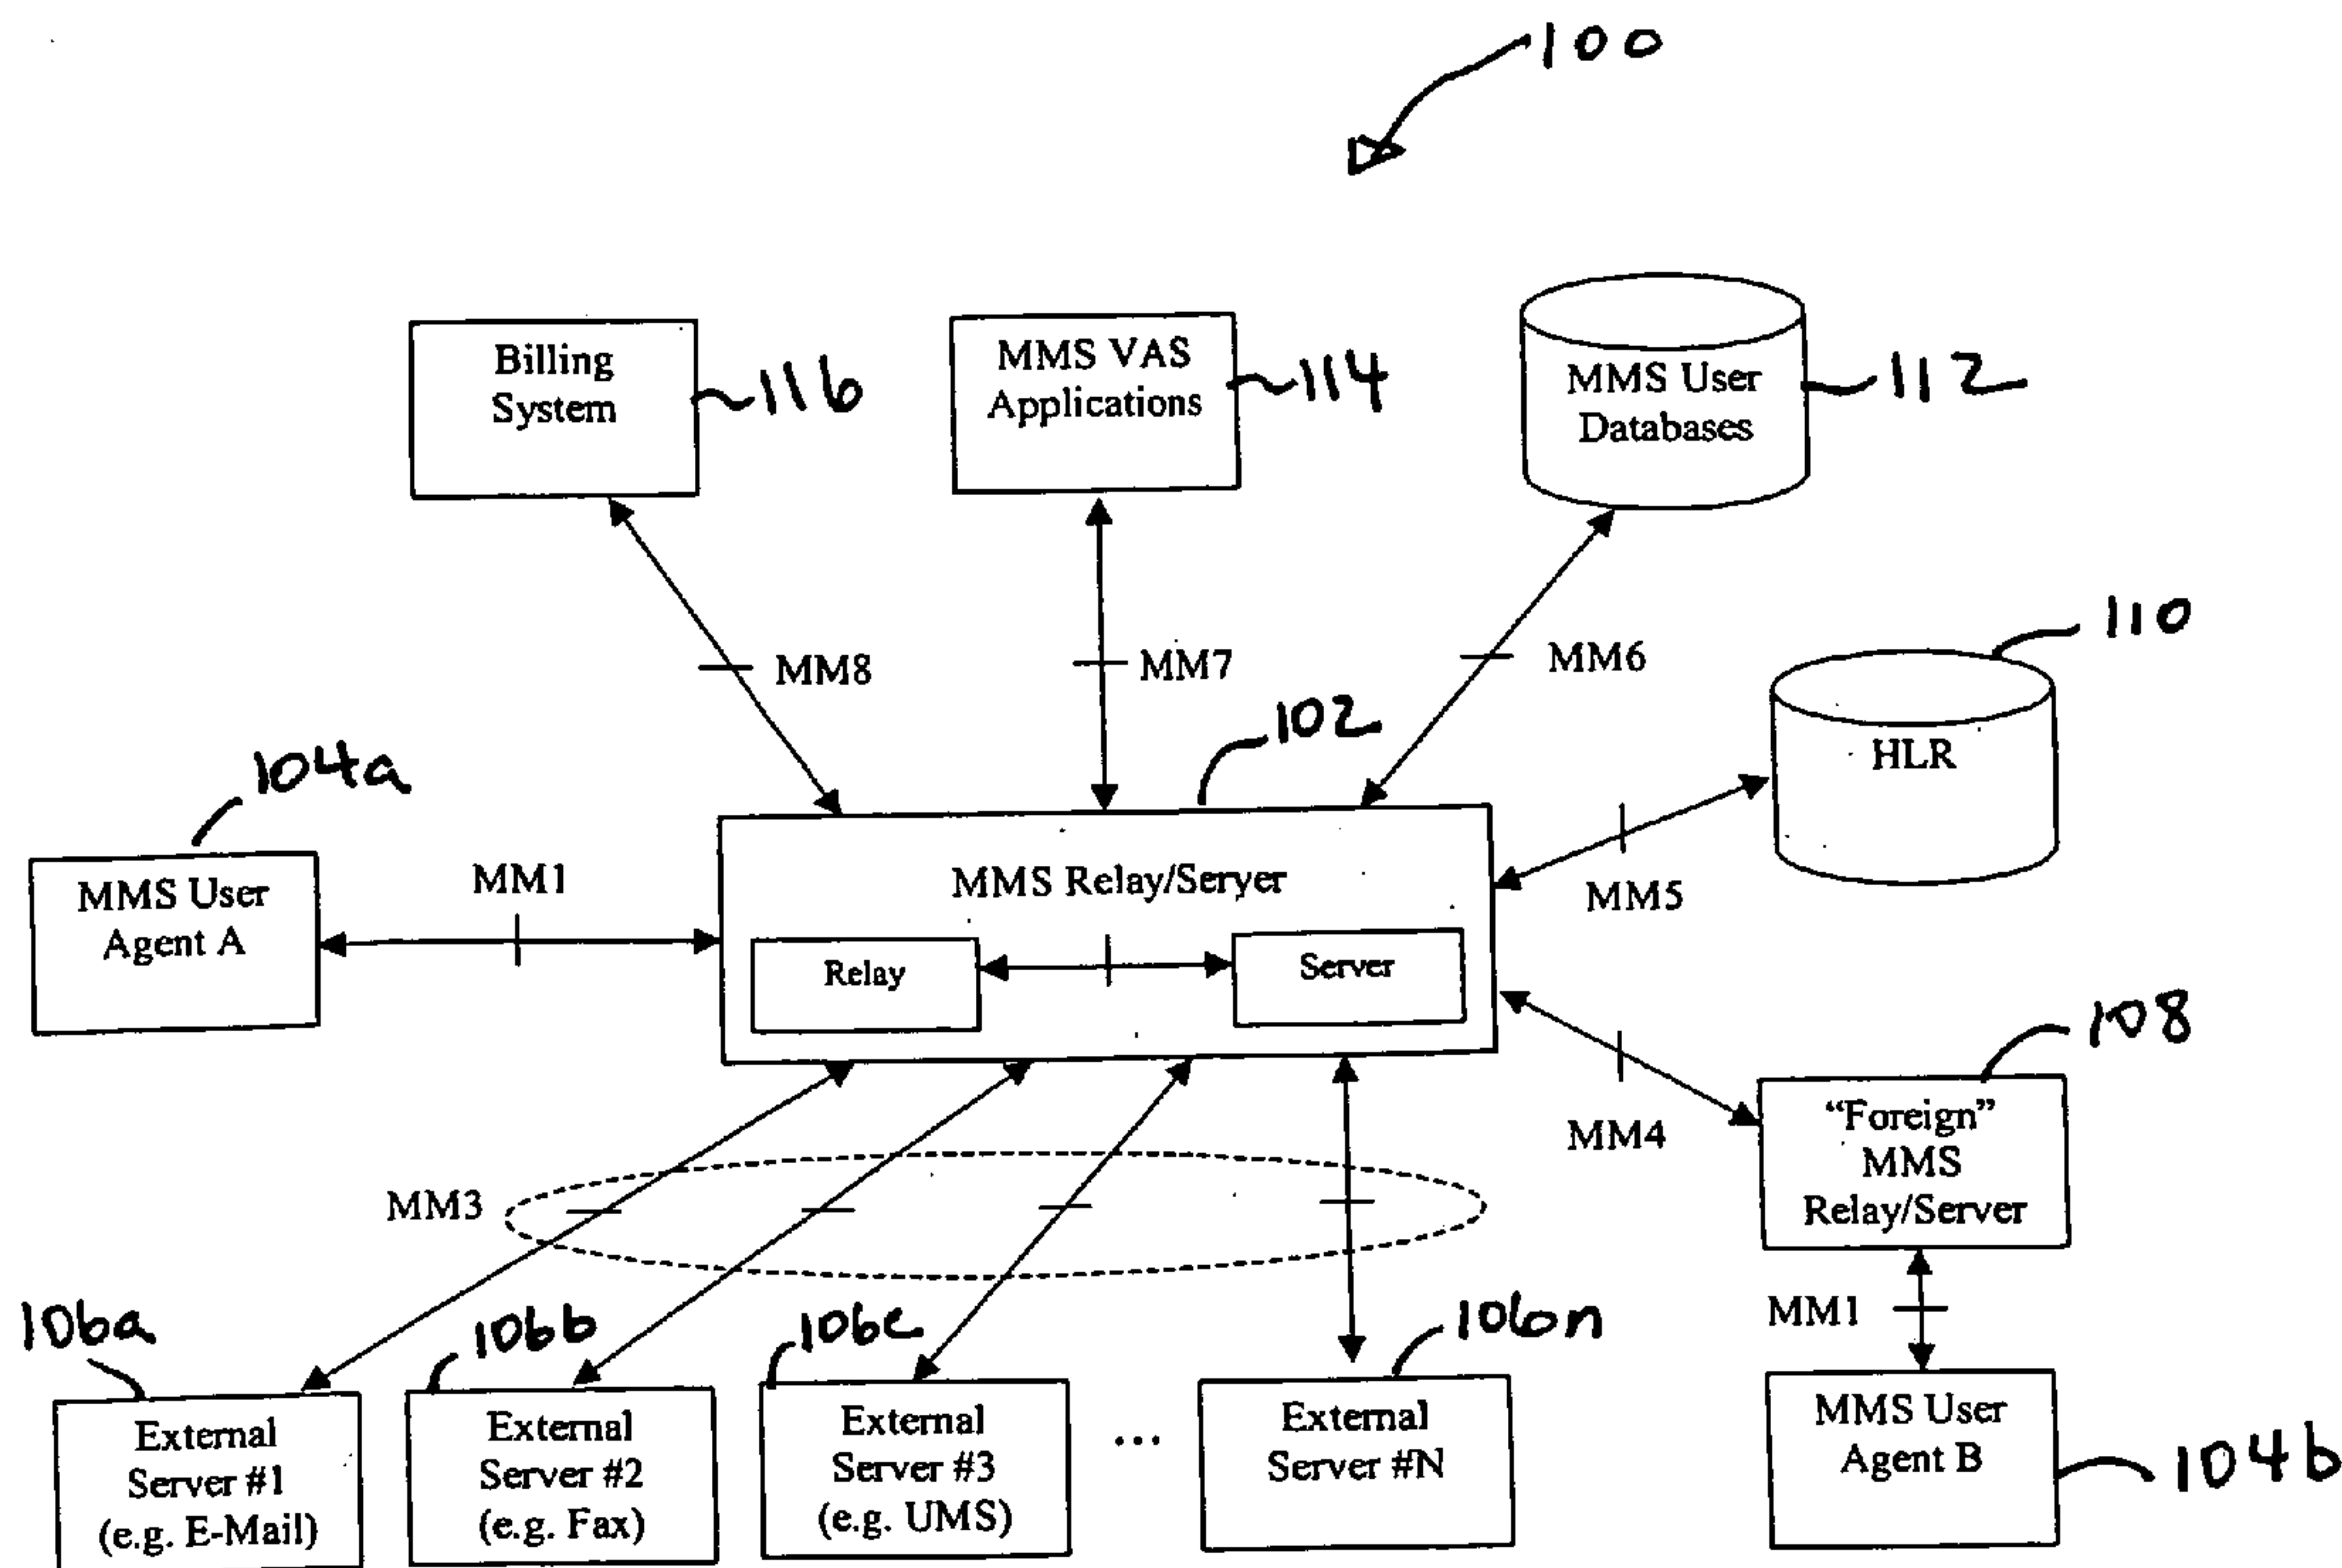 100
Billing
System
116
MMS VAS
Applications
114
MMS User
Databases
112
MM8
MM7
MM6
110
HLR
102
104a
MMS User
Agent A
MM1
MMS Relay/Server
Relay
Server
MM5
108
MM4
"Foreign"
MMS
Relay/Server
MM3
MM1
106a
External
Server #1
(e.g. E-Mail)
106b
External
Server #2
(e.g. Fax)
106c
External
Server #3
(e.g. UMS)
...
106n
External
Server #N
MMS User
Agent B
104b